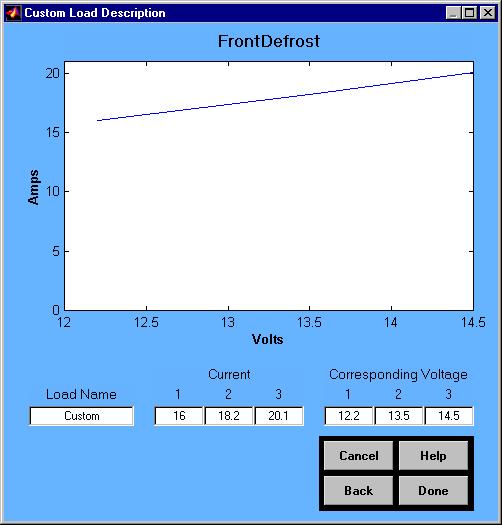 Custom Load Description
FrontDefrost
20
15
10
5
0
Amps
12 12.5 13 13.5 14 14.5
Volts
Current Corresponding Voltage
Load Name 1 2 3 1 2 3
Custom 16 18.2 20.1 12.2 13.5 14.5
Cancel Help
Back Done